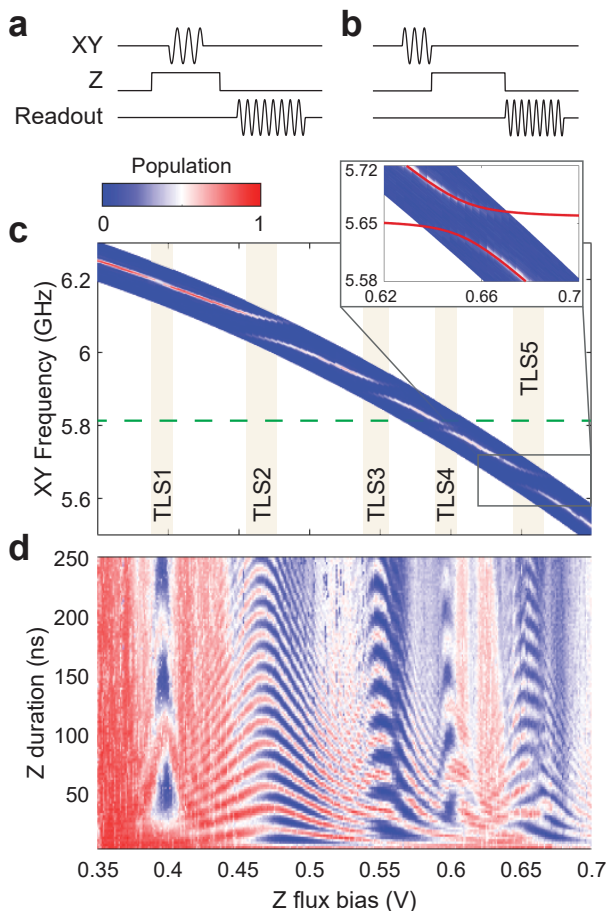 a
b
XY
Z
Readout
Population
0
1
5.72
5.65
5.58
0.62
0.66
0.7
c
6.2
6
5.8
5.6
XY Frequency (GHz)
TLS1
TLS2
TLS3
TLS4
TLS5
d
250
200
150
100
50
Z duration (ns)
0.35
0.4
0.45
0.5
0.55
0.6
0.65
0.7
Z flux bias (V)